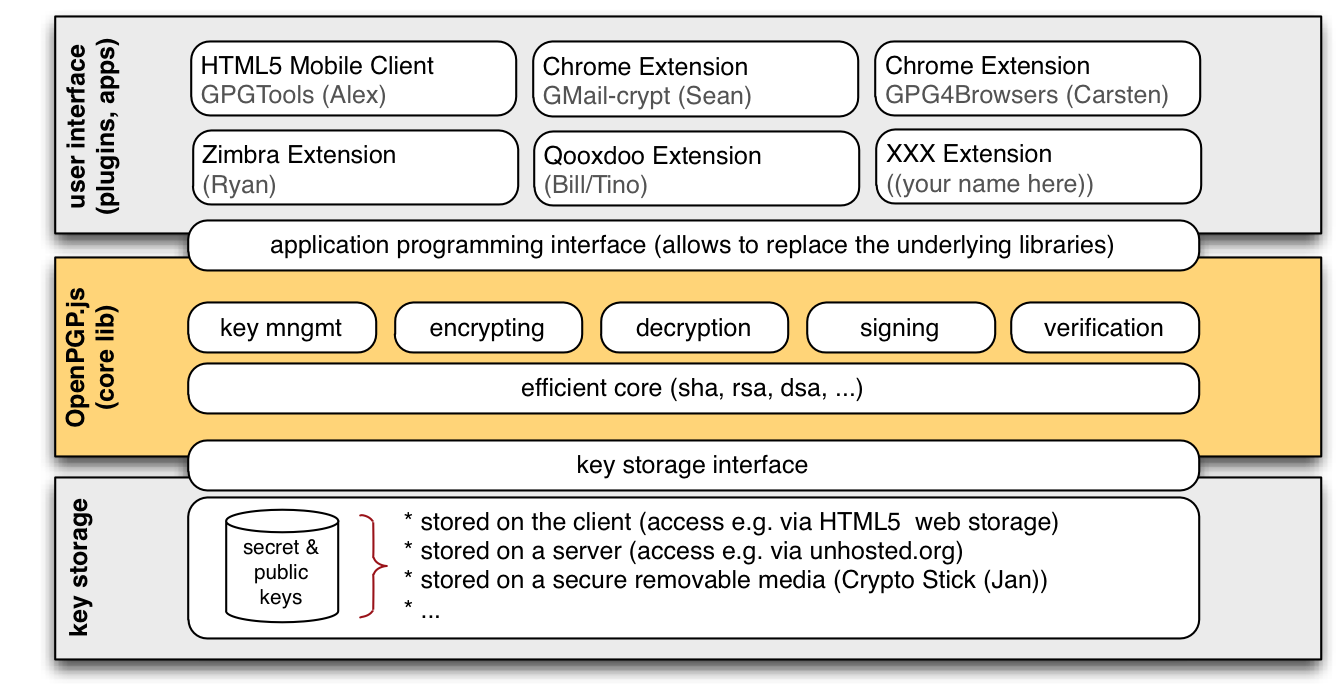 user interface
(plugins, apps)
HTML5 Mobile Client
GPGTools (Alex)
Chrome Extension
GMail-crypt (Sean)
Chrome Extension
GPG4Browsers (Carsten)
Zimbra Extension
(Ryan)
Qooxdoo Extension
(Bill/Tino)
XXX Extension
((your name here))
application programming interface (allows to replace the underlying libraries)
OpenPGP.js
(core lib)
key mngmt
encrypting
decryption
signing
verification
efficient core (sha, rsa, dsa, ...)
key storage interface
key storage
secret &
public
keys
* stored on the client (access e.g. via HTML5  web storage)
* stored on a server (access e.g. via unhosted.org)
* stored on a secure removable media (Crypto Stick (Jan))
* ...